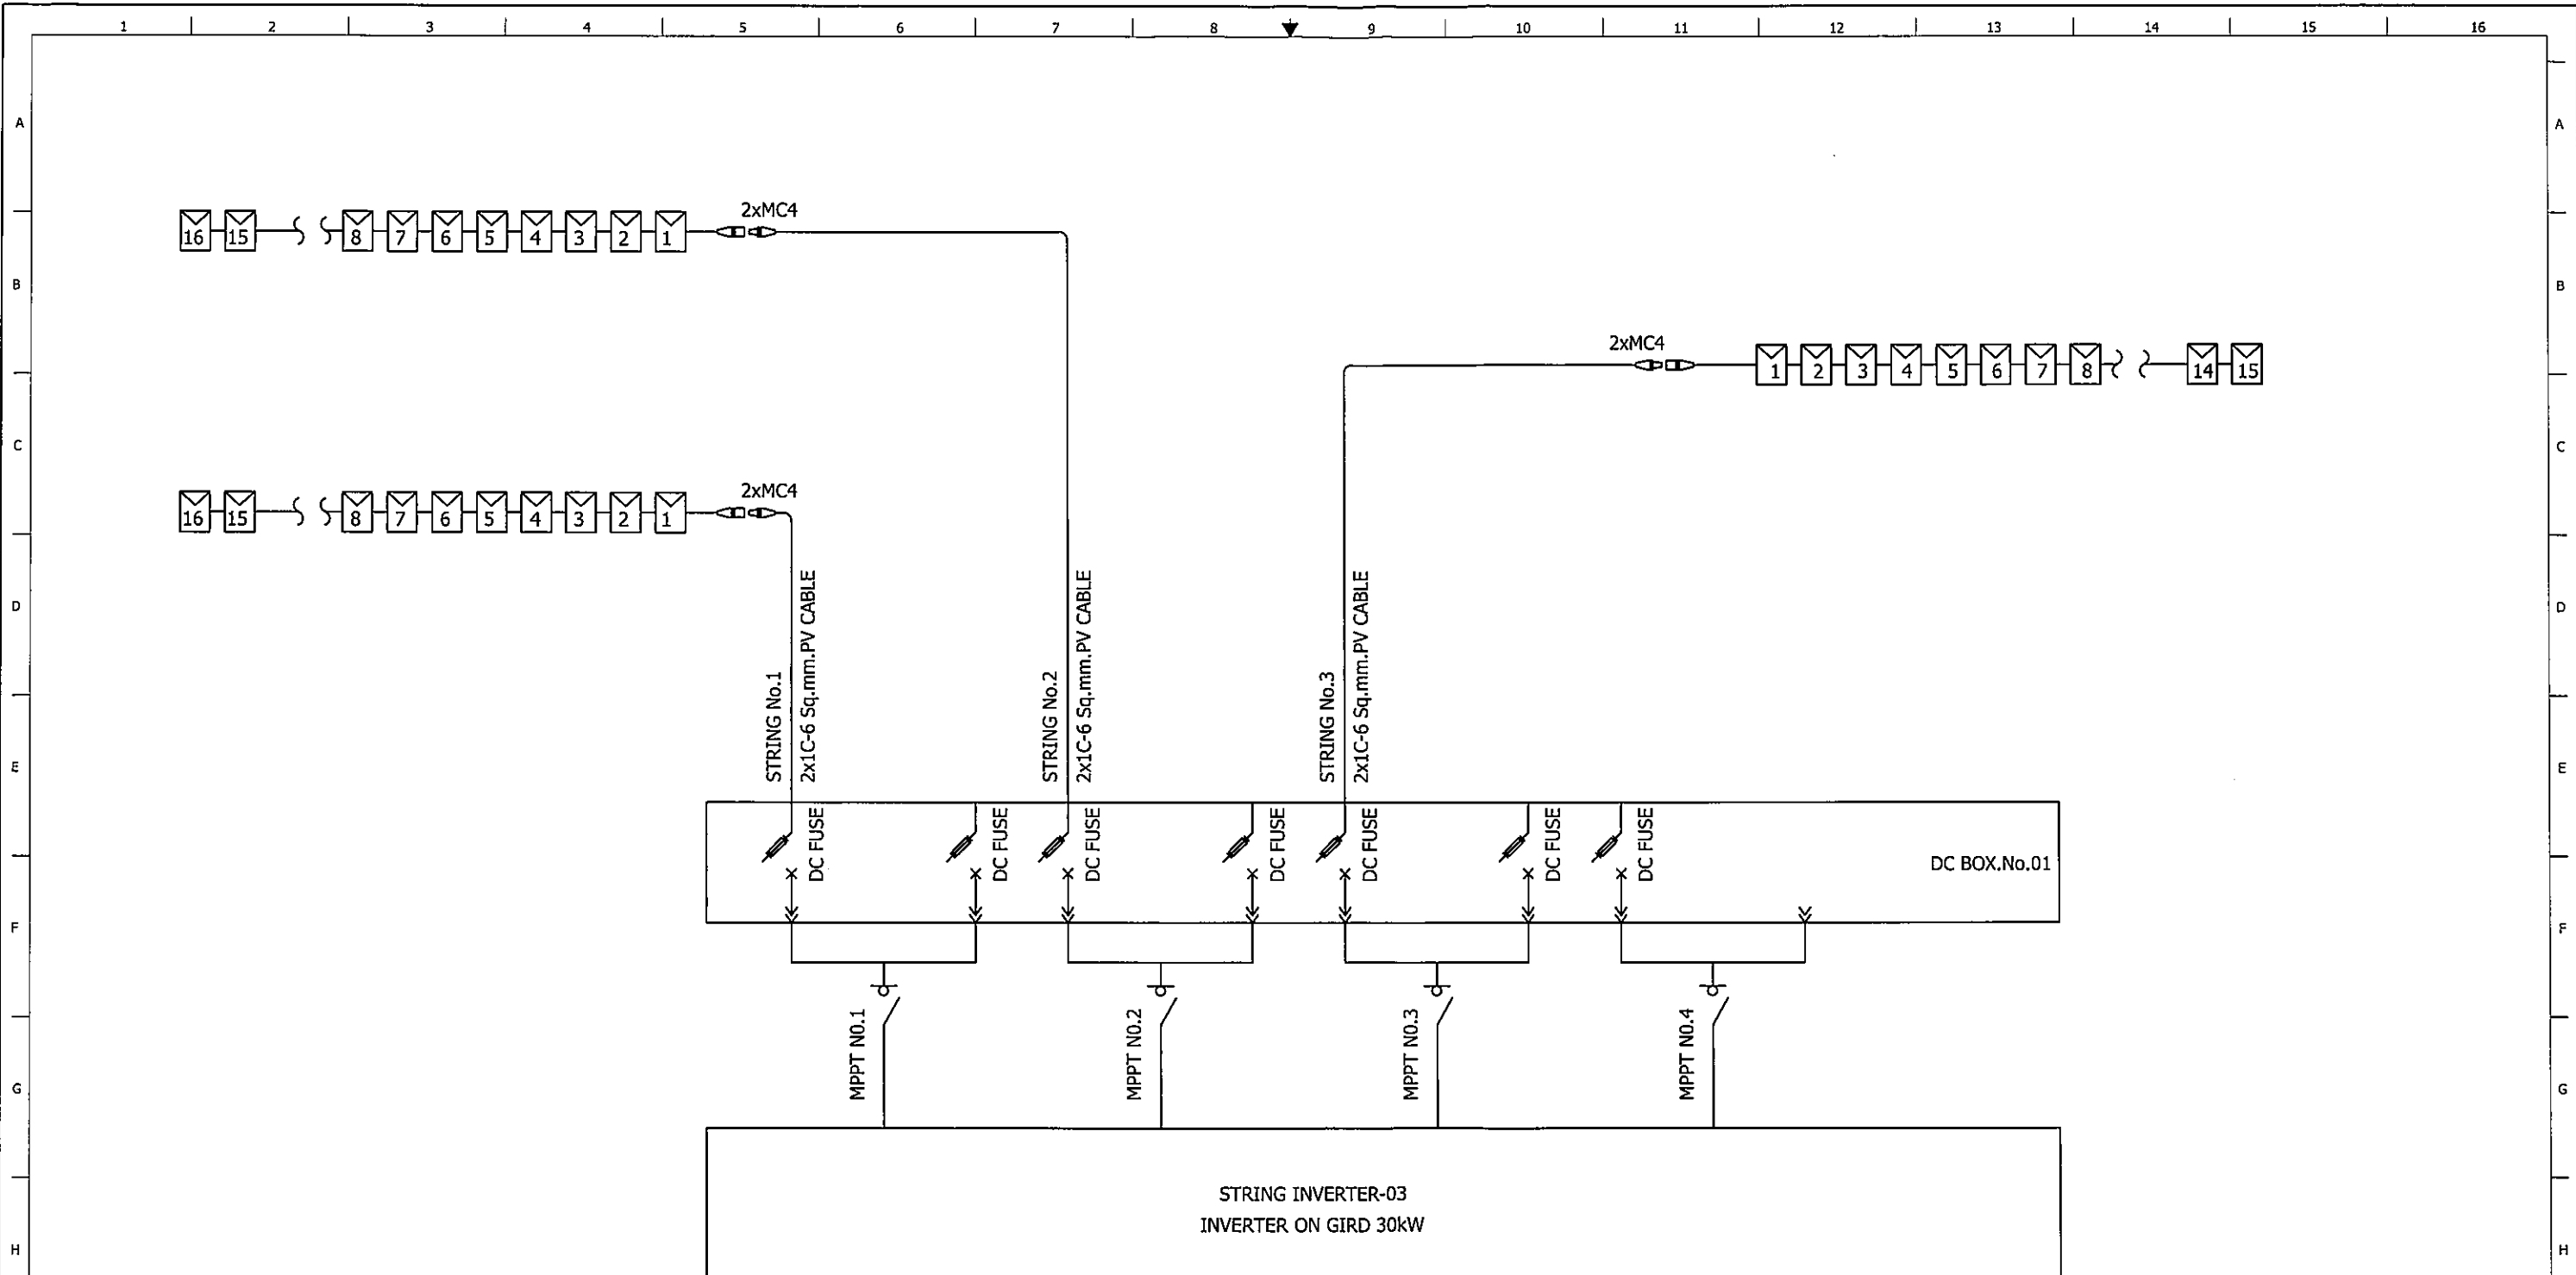 1 2 3 4 5 6 7 8 9 10 11 12 13 14 15 16
A A
2xMC4
16 15 8 7 6 5 4 3 2 1
B B
2xMC4
1 2 3 4 5 6 7 8 14 15
C C
2xMC4
16 15 8 7 6 5 4 3 2 1
D D
STRING No.1
2x1C-6 Sq.mm.PV CABLE
STRING No.2
2x1C-6 Sq.mm.PV CABLE
STRING No.3
2x1C-6 Sq.mm.PV CABLE
E E
DC FUSE
DC FUSE
DC FUSE
DC FUSE
DC FUSE
DC FUSE
DC FUSE
DC BOX.No.01
F F
MPPT N0.1
MPPT N0.2
MPPT N0.3
MPPT N0.4
G G
STRING INVERTER-03
INVERTER ON GIRD 30kW
H H